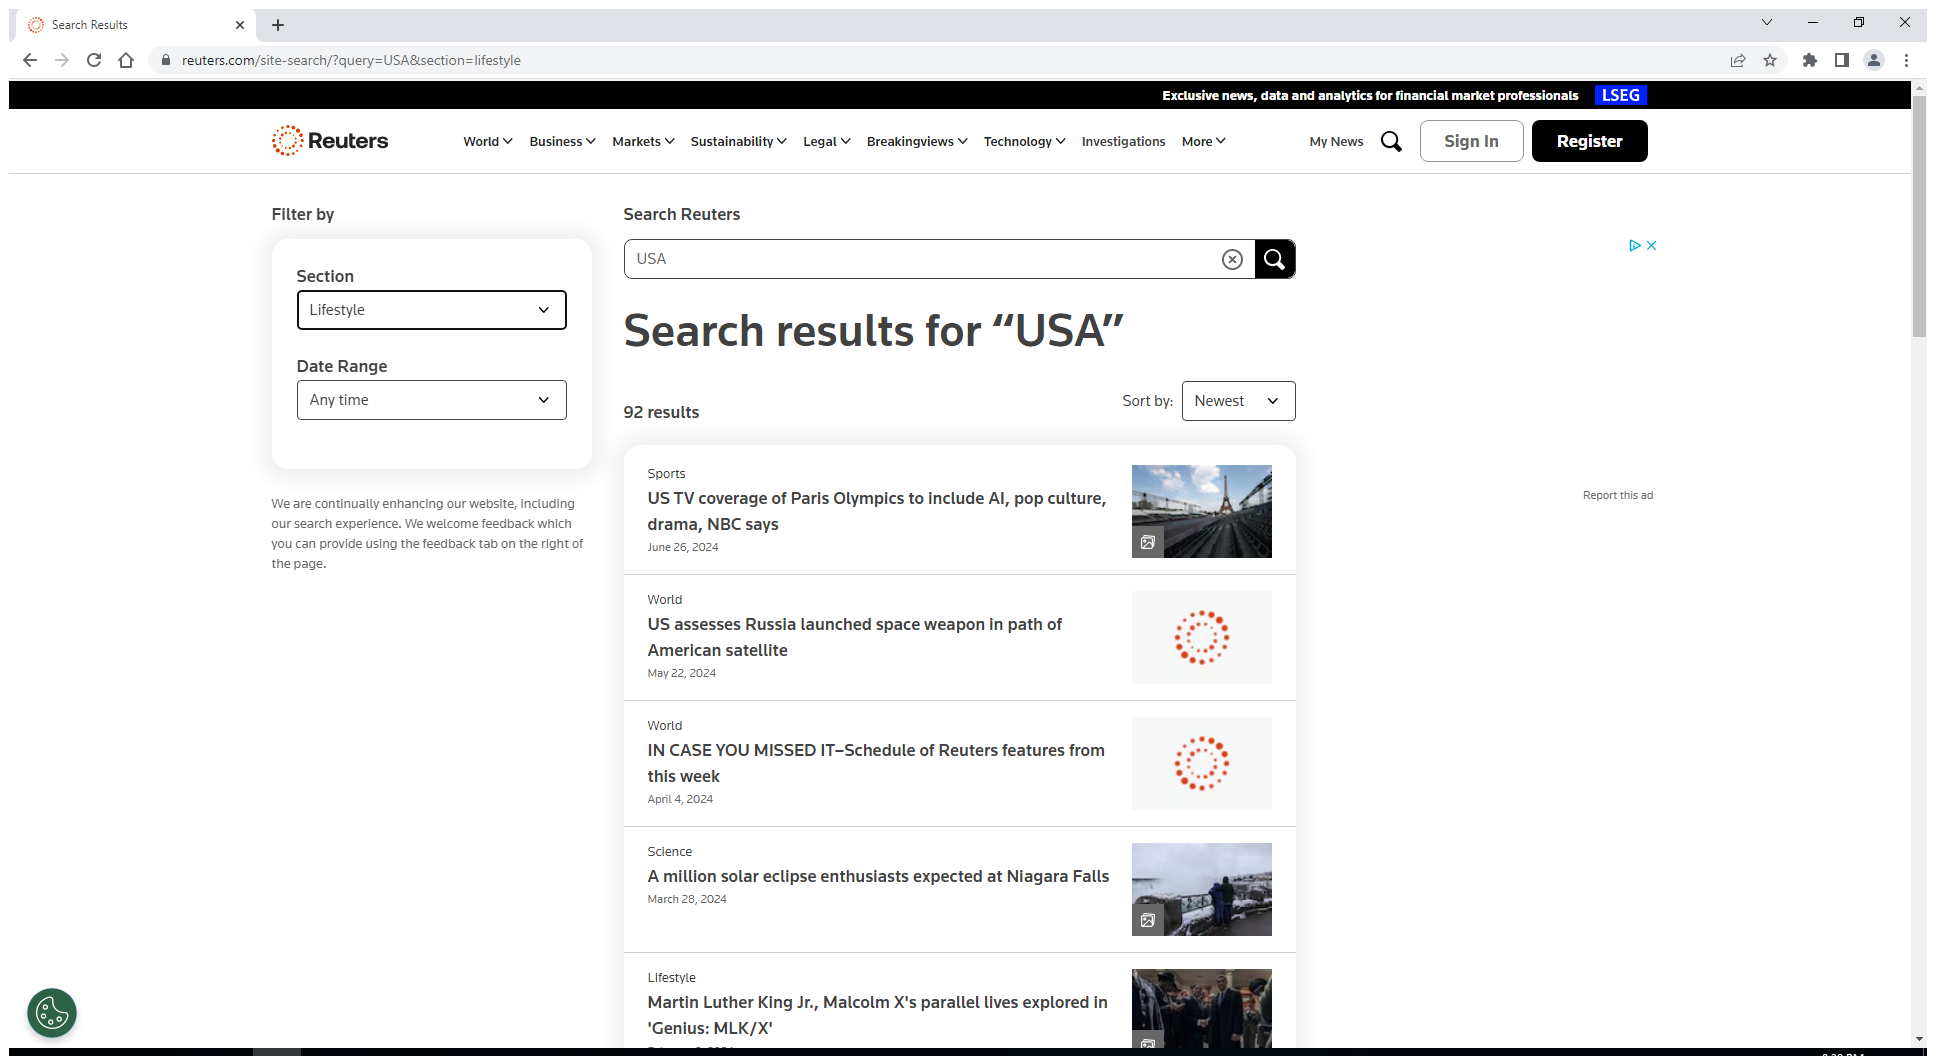 Search Results
reuters.com/site-search/?query=USA&section=lifestyle
Exclusive news, data and analytics for financial market professionals LSEG
Reuters World Business Markets Sustainability Legal Breakingviews Technology Investigations More My News Sign In Register
Filter by
Section
Lifestyle
Date Range
Any time
We are continually enhancing our website, including
our search experience. We welcome feedback which
you can provide using the feedback tab on the right of
the page.
Search Reuters
USA
Search results for “USA”
92 results
Sort by: Newest
Sports
US TV coverage of Paris Olympics to include AI, pop culture,
drama, NBC says
June 26, 2024
World
US assesses Russia launched space weapon in path of
American satellite
May 22, 2024
World
IN CASE YOU MISSED IT–Schedule of Reuters features from
this week
April 4, 2024
Science
A million solar eclipse enthusiasts expected at Niagara Falls
March 28, 2024
Lifestyle
Martin Luther King Jr., Malcolm X's parallel lives explored in
'Genius: MLK/X'
Report this ad